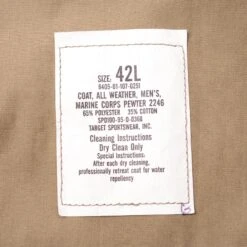 SIZE: 42L
8405-01-107-0251
COAT, ALL WEATHER, MEN'S,
MARINE CORPS PEWTER 2246
65% POLYESTER 35% COTTON
SPO100-95-D-0368
TARGET SPORTSWEAR, INC.
Cleaning Instructions
Dry Clean Only
Special Instructions:
After each dry cleaning,
professionally retreat coat for water
repellency.